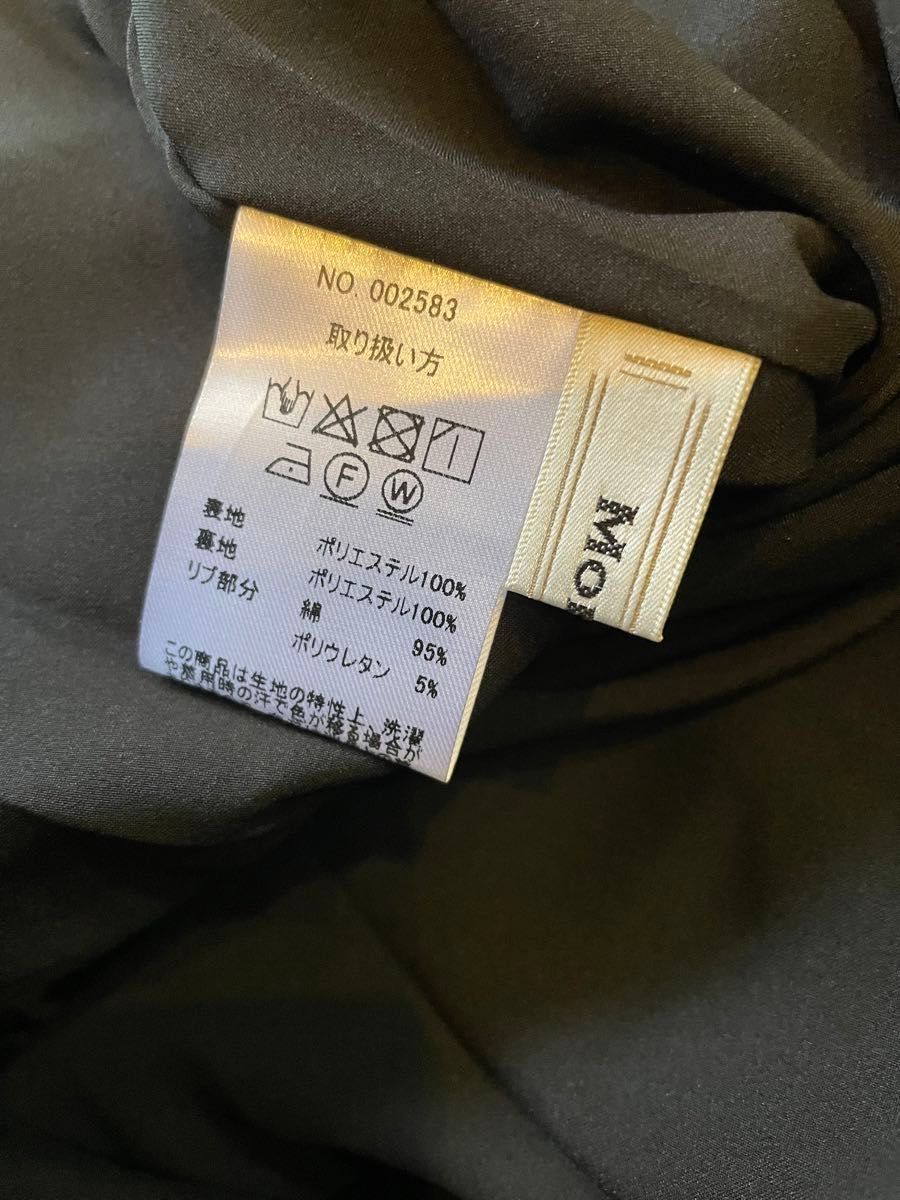 NO. 002583
取り扱い方
F
W
表地 ポリエステル100%
裏地 ポリエステル100%
リブ部分 綿 95%
ポリウレタン 5%
この商品は生地の特性上、洗濯
や着用時の汗で色が移る場合が
Mo